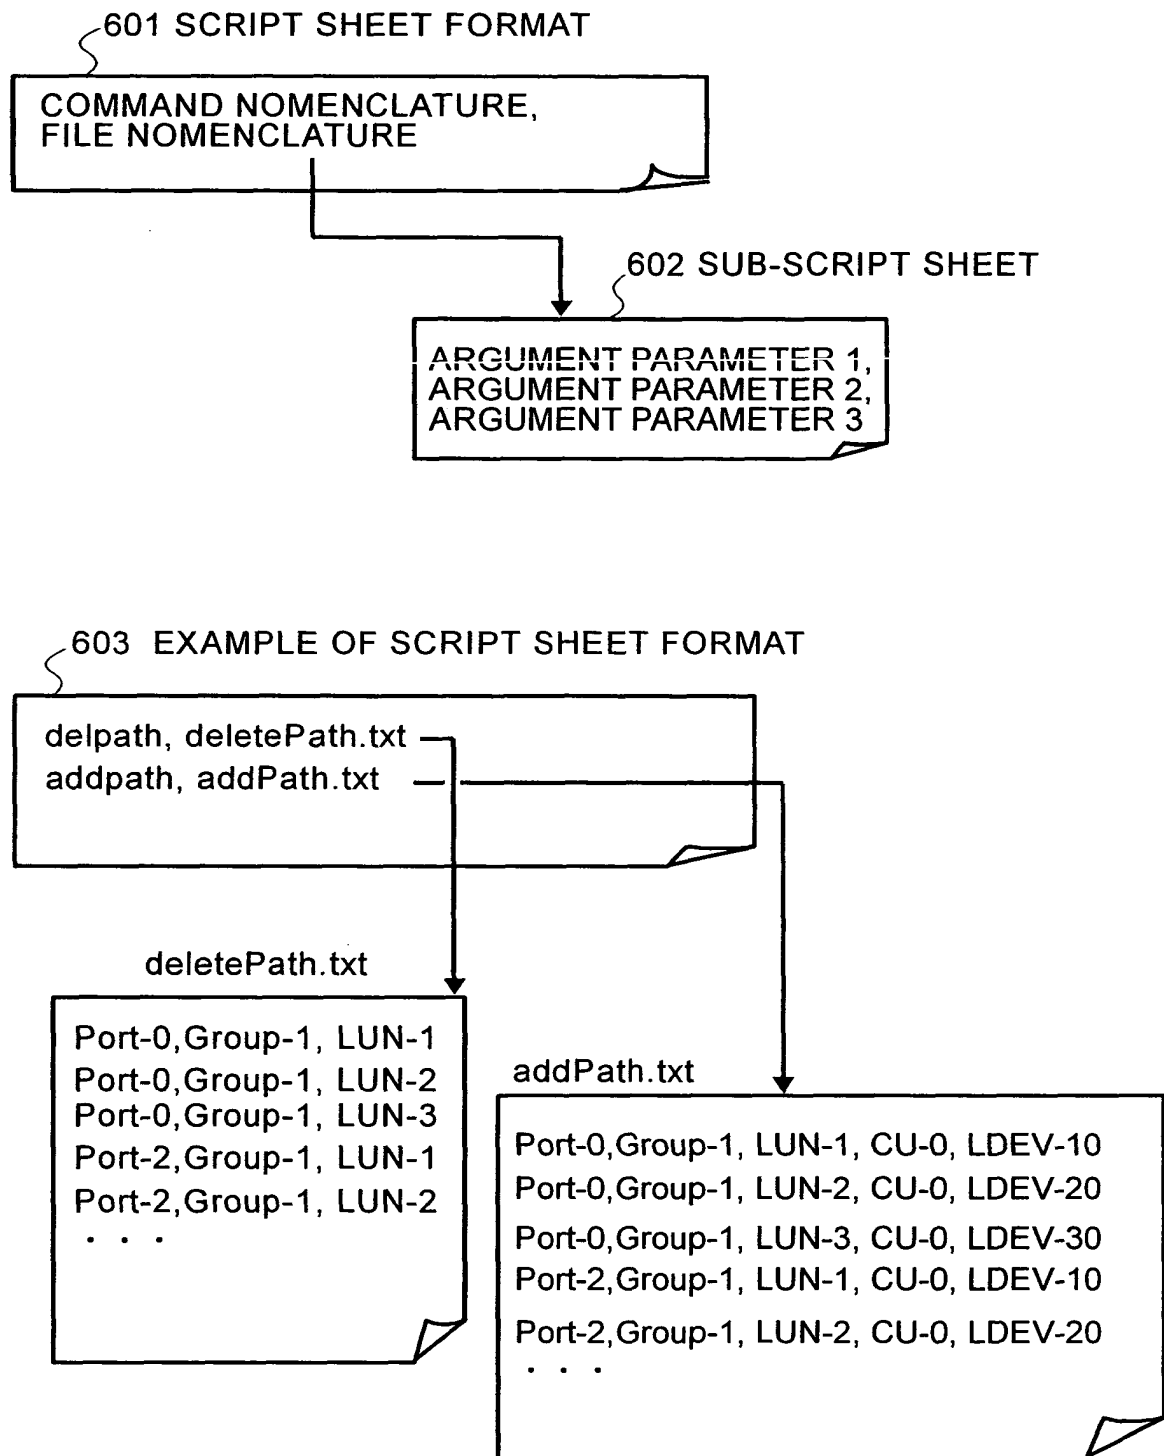 601 SCRIPT SHEET FORMAT
COMMAND NOMENCLATURE,
FILE NOMENCLATURE
602 SUB-SCRIPT SHEET
ARGUMENT PARAMETER 1,
ARGUMENT PARAMETER 2,
ARGUMENT PARAMETER 3
603 EXAMPLE OF SCRIPT SHEET FORMAT
delpath, deletePath.txt
addpath, addPath.txt
deletePath.txt
Port-0,Group-1, LUN-1
Port-0,Group-1, LUN-2
Port-0,Group-1, LUN-3
Port-2,Group-1, LUN-1
Port-2,Group-1, LUN-2
. . .
addPath.txt
Port-0,Group-1, LUN-1, CU-0, LDEV-10
Port-0,Group-1, LUN-2, CU-0, LDEV-20
Port-0,Group-1, LUN-3, CU-0, LDEV-30
Port-2,Group-1, LUN-1, CU-0, LDEV-10
Port-2,Group-1, LUN-2, CU-0, LDEV-20
. . .